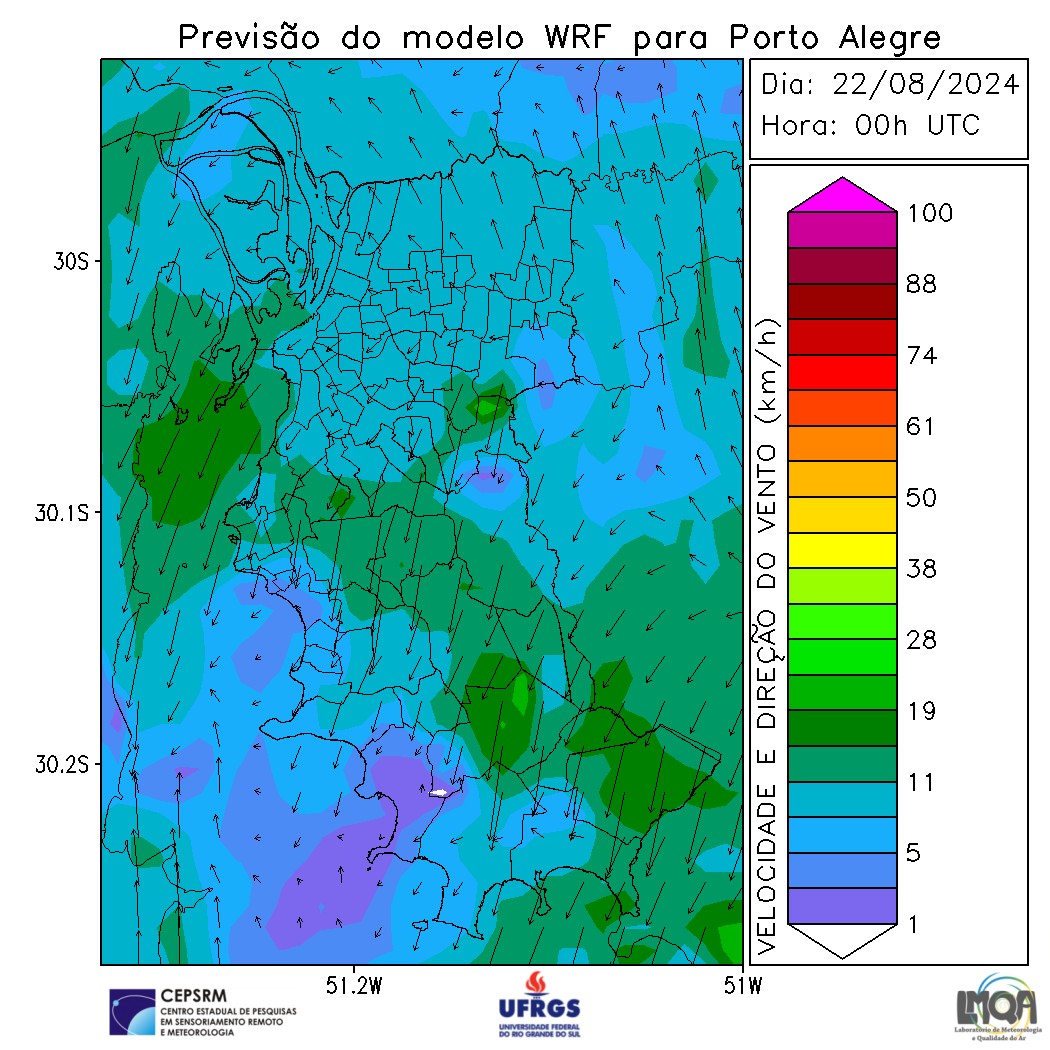 Previsão do modelo WRF para Porto Alegre
Dia: 22/08/2024
Hora: 00h UTC
30S
30.1S
30.2S
51.2W
51W
VELOCIDADE E DIREÇÃO DO VENTO (km/h)
100
88
74
61
50
38
28
19
11
5
1
CEPSRM
CENTRO ESTADUAL DE PESQUISAS
EM SENSORIAMENTO REMOTO
E METEOROLOGIA
UFRGS
UNIVERSIDADE FEDERAL
DO RIO GRANDE DO SUL
LMQA
Laboratório de Meteorologia
e Qualidade do Ar